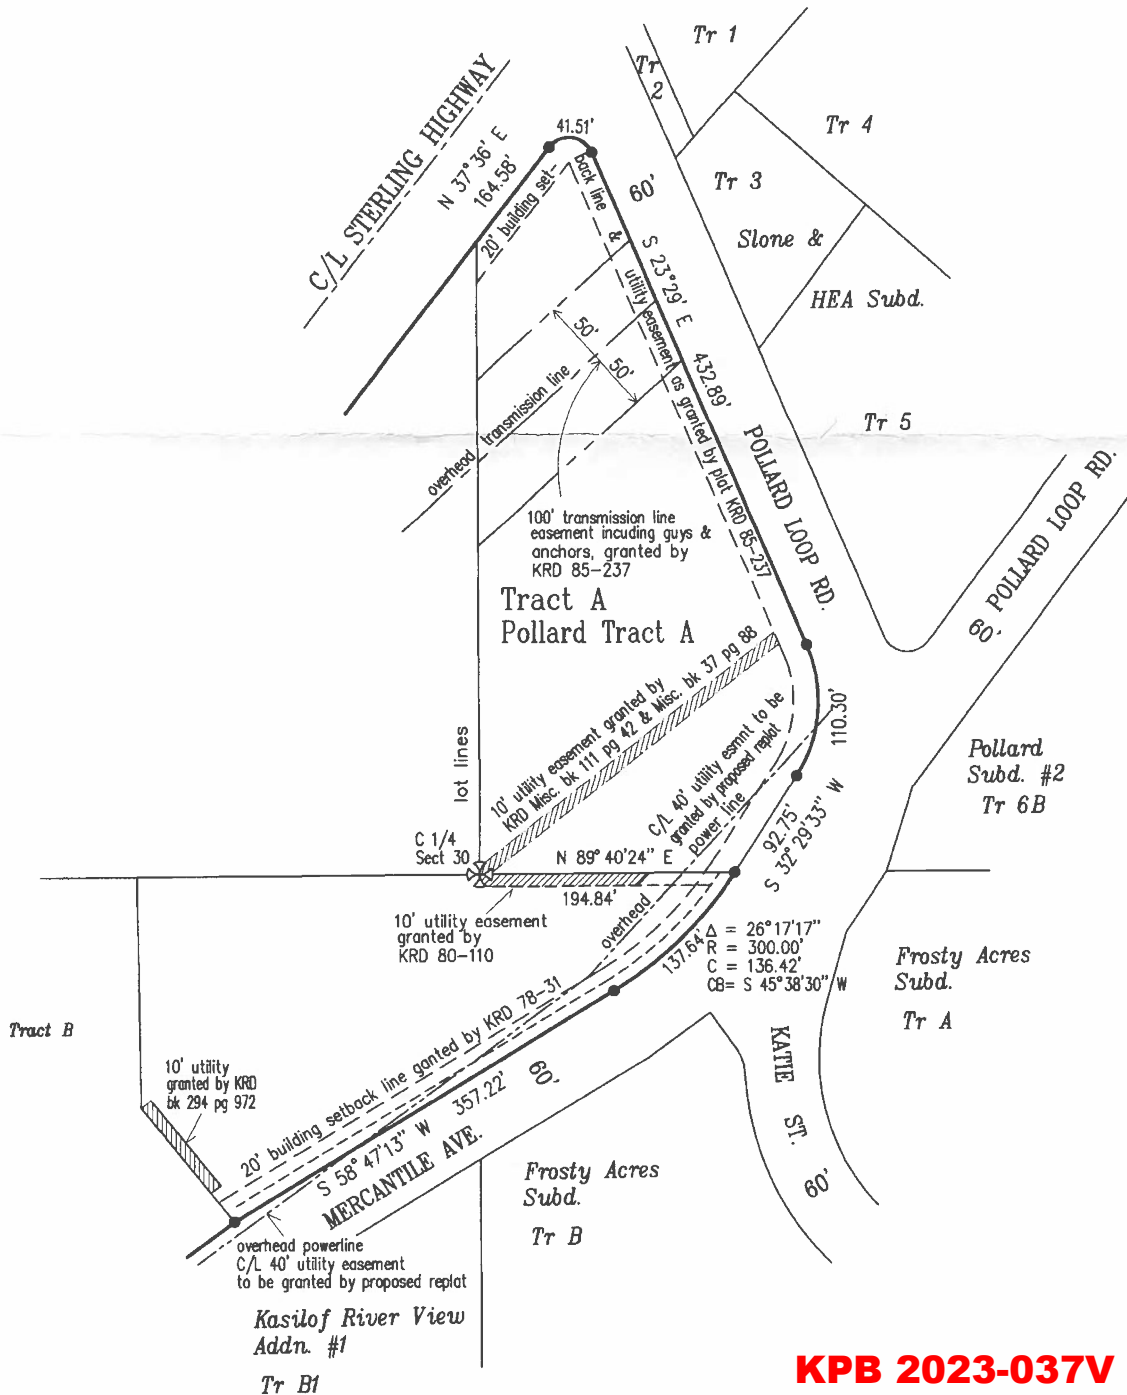 Tr 1
Tr
2
Tr 4
Tr 3
Slone &
HEA Subd.
Tr 5
C/L STERLING HIGHWAY
N 37°36' E
164.58'
41.51'
20' building set-
back line &
utility easement as granted by plat KRD 85-237
60'
S 23°29' E
432.89'
50'
50'
overhead transmission line
POLLARD LOOP RD.
POLLARD LOOP RD.
60'
100' transmission line
easement incuding guys &
anchors, granted by
KRD 85-237
Tract A
Pollard Tract A
lot lines
10' utility easement granted by
KRD Misc. bk 111 pg 42 & Misc. bk 37 pg 88
C/L 40' utility esmnt to be
granted by proposed replat
overhead power line
110.30'
Pollard
Subd. #2
Tr 6B
92.75'
S 32°29'33" W
C 1/4
Sect 30
N 89°40'24" E
194.84'
10' utility easement
granted by
KRD 80-110
137.64'
Δ = 26°17'17"
R = 300.00'
C = 136.42'
CB= S 45°38'30" W
Frosty Acres
Subd.
Tr A
Tract B
10' utility
granted by KRD
bk 294 pg 972
20' building setback line ganted by KRD 78-31
S 58°47'13" W 357.22'
60'
MERCANTILE AVE.
KATIE ST.
60'
Frosty Acres
Subd.
Tr B
overhead powerline
C/L 40' utility easement
to be granted by proposed replat
Kasilof River View
Addn. #1
Tr B1
KPB 2023-037V